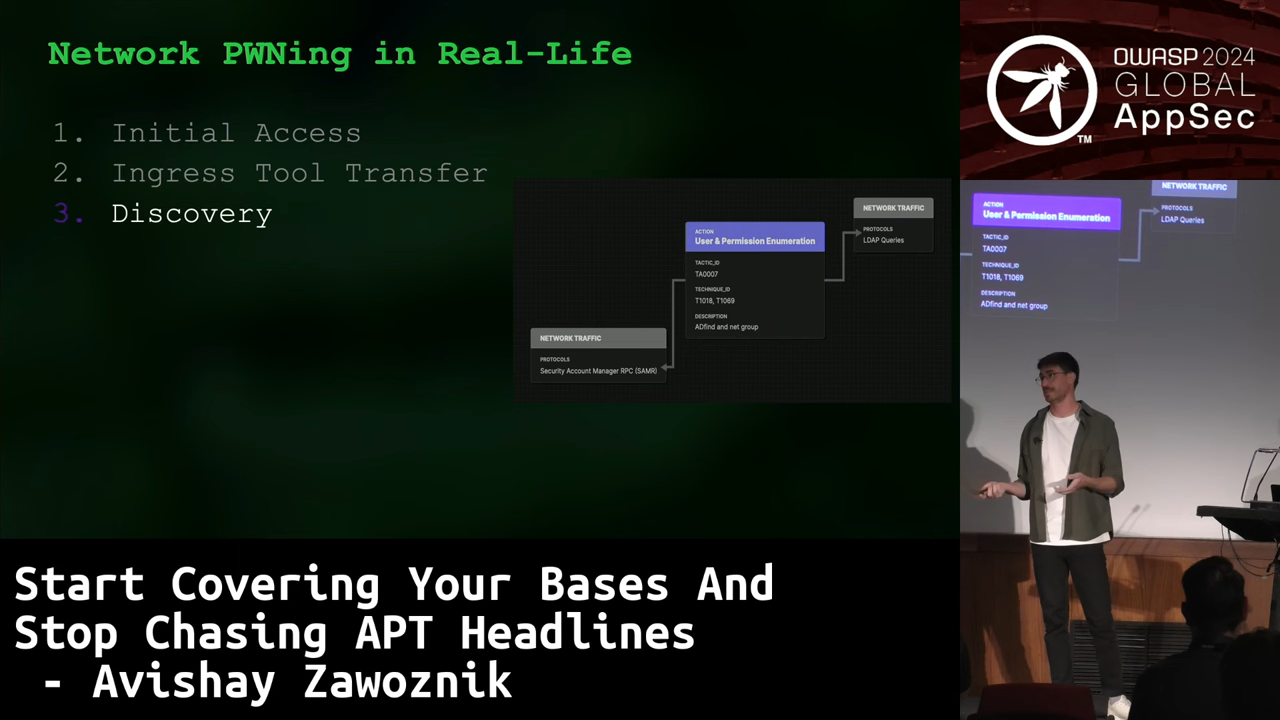 Network PWNing in Real-Life
1. Initial Access
2. Ingress Tool Transfer
3. Discovery
NETWORK TRAFFIC
PROTOCOLS
LDAP Queries
ACTION
User & Permission Enumeration
TACTIC_ID
TA0007
TECHNIQUE_ID
T1018, T1069
DESCRIPTION
ADfind and net group
NETWORK TRAFFIC
PROTOCOLS
Security Account Manager RPC (SAMR)
OWASP 2024
GLOBAL
AppSec
TM
NETWORK TRAFFIC
PROTOCOLS
LDAP Queries
ACTION
User & Permission Enumeration
TACTIC_ID
TA0007
TECHNIQUE_ID
T1018, T1069
DESCRIPTION
ADfind and net group
Start Covering Your Bases And
Stop Chasing APT Headlines
- Avishay Zawoznik